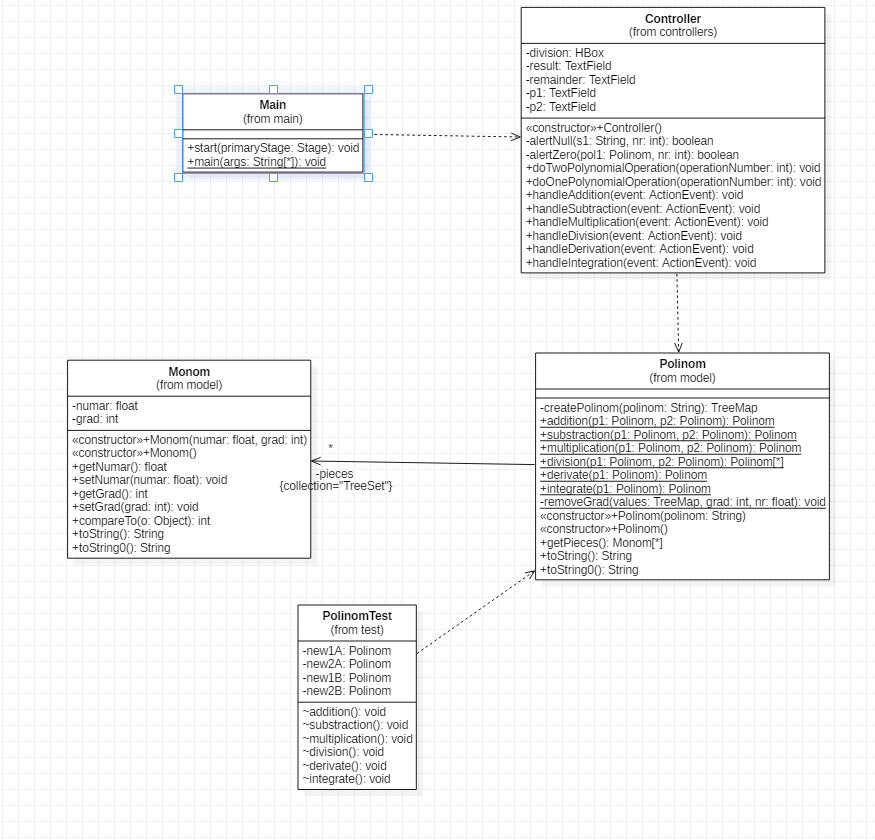 Controller
(from controllers)
-division: HBox
-result: TextField
-remainder: TextField
-p1: TextField
-p2: TextField
«constructor»+Controller()
-alertNull(s1: String, nr: int): boolean
-alertZero(pol1: Polinom, nr: int): boolean
+doTwoPolynomialOperation(operationNumber: int): void
+doOnePolynomialOperation(operationNumber: int): void
+handleAddition(event: ActionEvent): void
+handleSubtraction(event: ActionEvent): void
+handleMultiplication(event: ActionEvent): void
+handleDivision(event: ActionEvent): void
+handleDerivation(event: ActionEvent): void
+handleIntegration(event: ActionEvent): void
Main
(from main)
+start(primaryStage: Stage): void
+main(args: String[*]): void
Monom
(from model)
-numar: float
-grad: int
«constructor»+Monom(numar: float, grad: int)
«constructor»+Monom()
+getNumar(): float
+setNumar(numar: float): void
+getGrad(): int
+setGrad(grad: int): void
+compareTo(o: Object): int
+toString(): String
+toString0(): String
*
-pieces
{collection="TreeSet"}
Polinom
(from model)
-createPolinom(polinom: String): TreeMap
+addition(p1: Polinom, p2: Polinom): Polinom
+substraction(p1: Polinom, p2: Polinom): Polinom
+multiplication(p1: Polinom, p2: Polinom): Polinom
+division(p1: Polinom, p2: Polinom): Polinom[*]
+derivate(p1: Polinom): Polinom
+integrate(p1: Polinom): Polinom
-removeGrad(values: TreeMap, grad: int, nr: float): void
«constructor»+Polinom(polinom: String)
«constructor»+Polinom()
+getPieces(): Monom[*]
+toString(): String
+toString0(): String
PolinomTest
(from test)
-new1A: Polinom
-new2A: Polinom
-new1B: Polinom
-new2B: Polinom
~addition(): void
~substraction(): void
~multiplication(): void
~division(): void
~derivate(): void
~integrate(): void